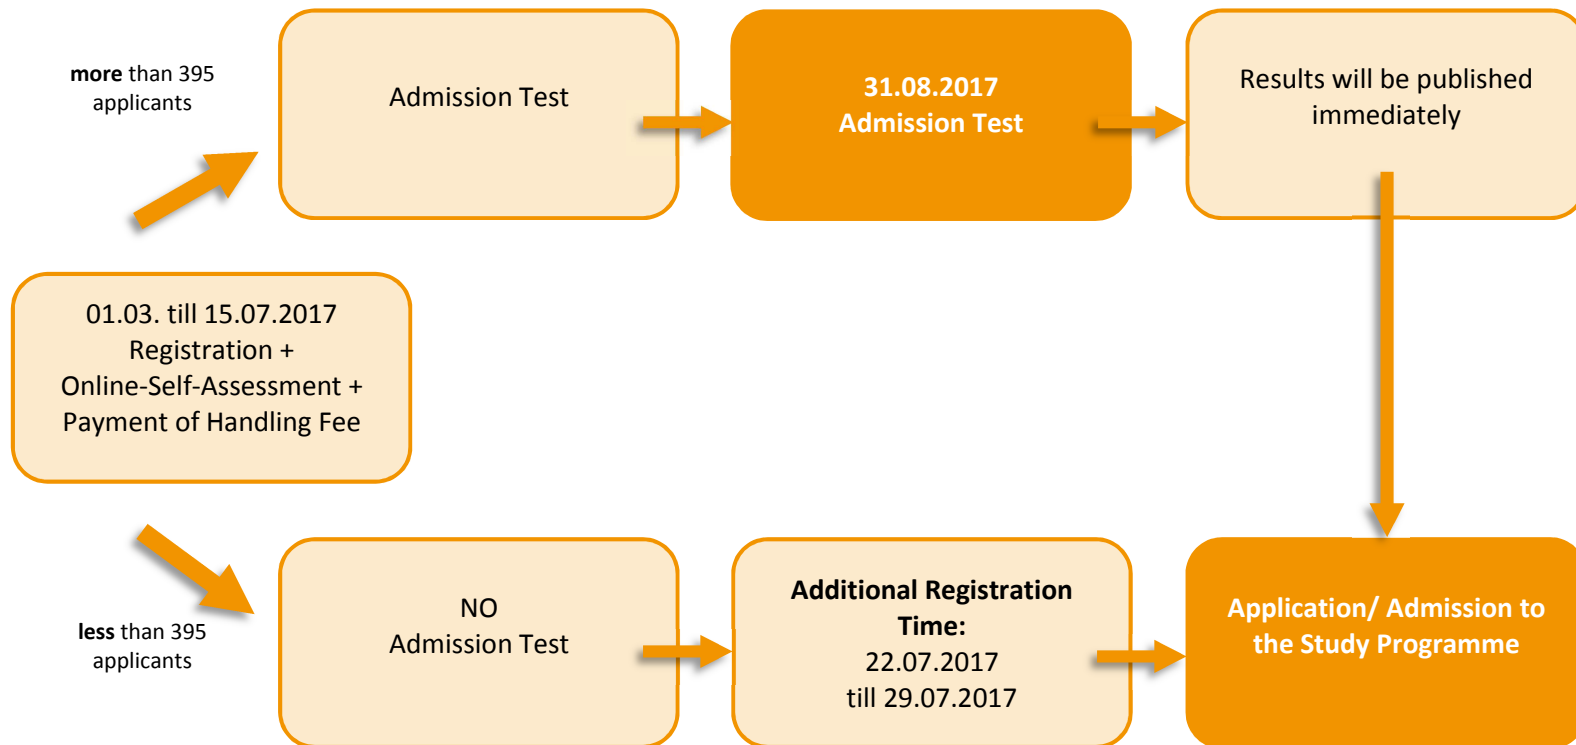 more than 395
applicants
Admission Test
31.08.2017
Admission Test
Results will be published
immediately
01.03. till 15.07.2017
Registration +
Online-Self-Assessment +
Payment of Handling Fee
less than 395
applicants
NO
Admission Test
Additional Registration
Time:
22.07.2017
till 29.07.2017
Application/ Admission to
the Study Programme